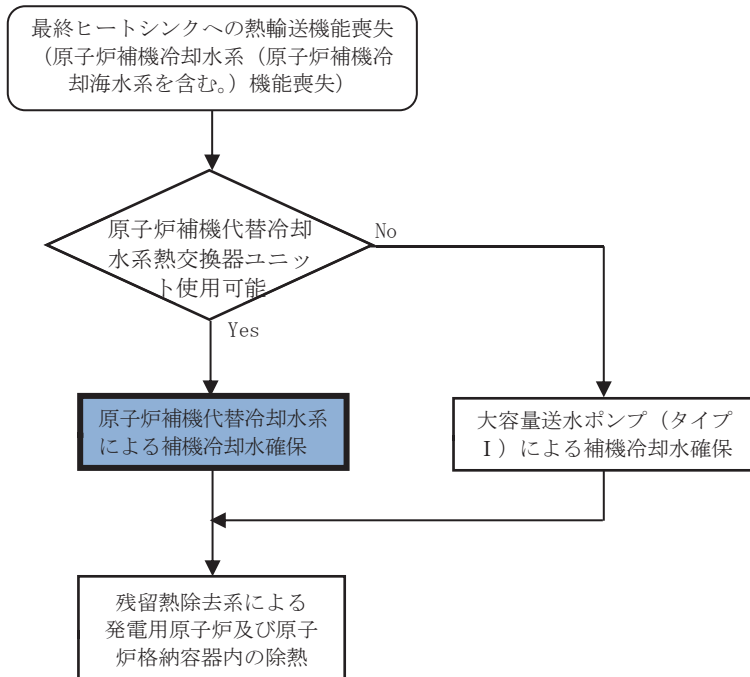 最終ヒートシンクへの熱輸送機能喪失
（原子炉補機冷却水系（原子炉補機冷
却海水系を含む。）機能喪失）
原子炉補機代替冷却
水系熱交換器ユニッ
ト使用可能
No
Yes
原子炉補機代替冷却水系
による補機冷却水確保
大容量送水ポンプ（タイプ
Ⅰ）による補機冷却水確保
残留熱除去系による
発電用原子炉及び原子
炉格納容器内の除熱